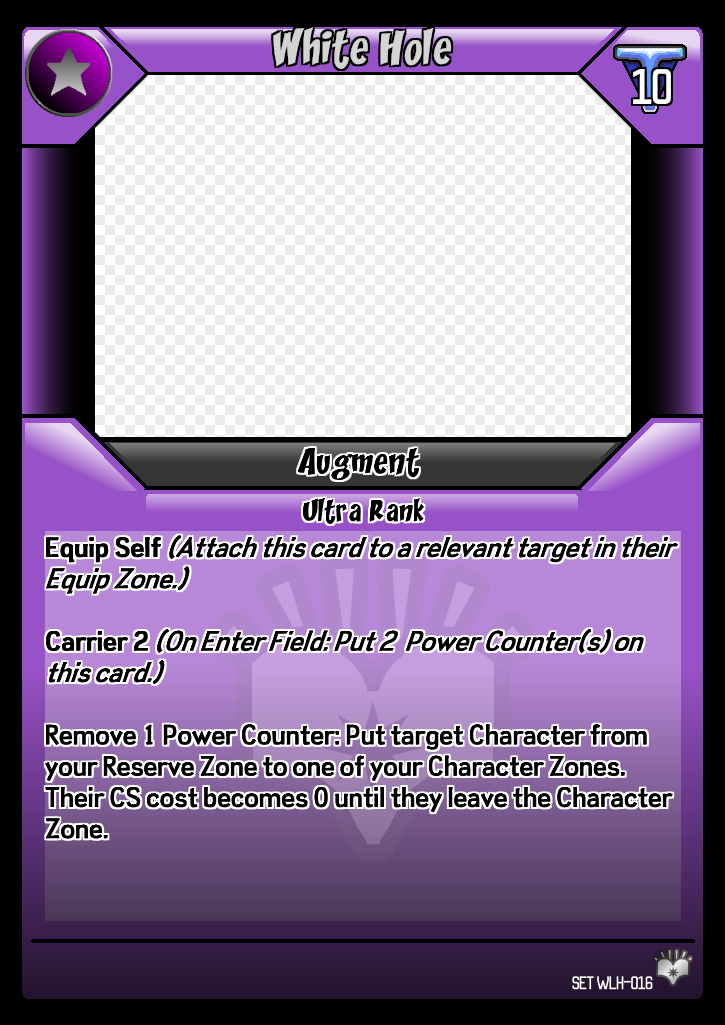 White Hole
10
Augment
Ultra Rank
Equip Self (Attach this card to a relevant target in their
Equip Zone.)
Carrier 2 (On Enter Field: Put 2 Power Counter(s) on
this card.)
Remove 1 Power Counter: Put target Character from
your Reserve Zone to one of your Character Zones.
Their CS cost becomes 0 until they leave the Character
Zone.
SET WLH-016